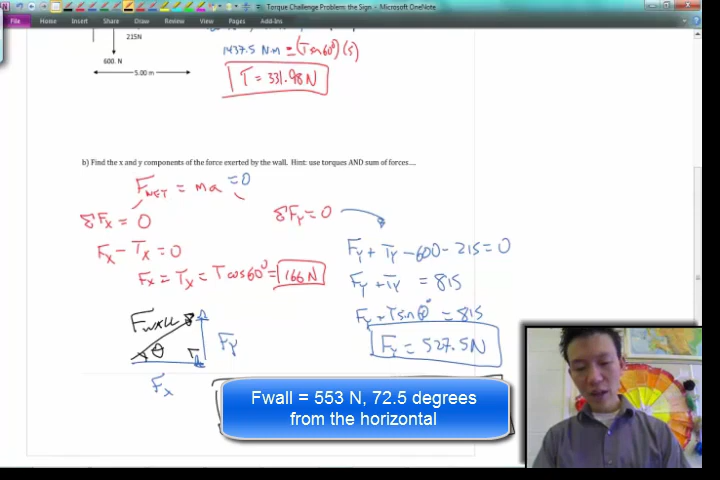 Torque Challenge Problem: the Sign - Microsoft OneNote
File Home Insert Share Draw Review View Pages Add-Ins
215N
1437.5 N·m = (T sin 60°)(5)
600. N
T = 331.98 N
5.00 m
b) Find the x and y components of the force exerted by the wall. Hint: use torques AND sum of forces....
FNET = ma = 0
ΣFx = 0
ΣFy = 0
Fx - Tx = 0
Fy + Ty - 600 - 215 = 0
Fx = Tx = T cos 60° = 166 N
Fy + Ty = 815
Fy + T sin θ° = 815
Fwall
Fy
Fy = 527.5 N
θ
Fx
Fwall = 553 N, 72.5 degrees
from the horizontal